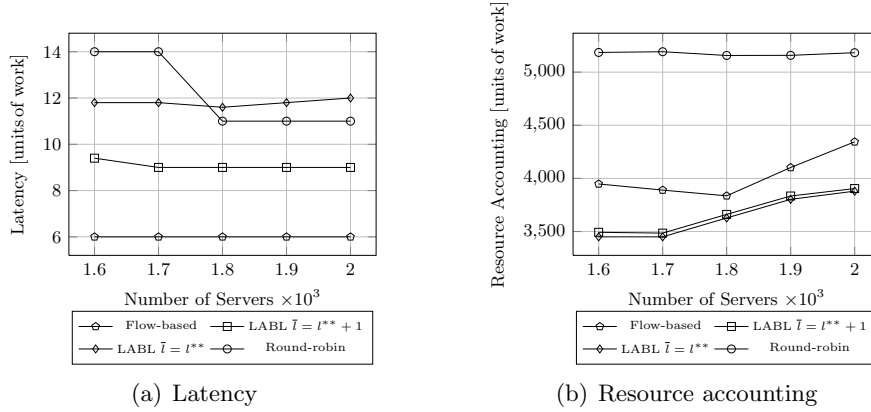 14
12
10
8
6
Latency [units of work]
1.6 1.7 1.8 1.9 2
Number of Servers ×10³
Flow-based LABL l̅ = l** + 1
LABL l̅ = l** Round-robin
(a) Latency
5,000
4,500
4,000
3,500
Resource Accounting [units of work]
1.6 1.7 1.8 1.9 2
Number of Servers ×10³
Flow-based LABL l̅ = l** + 1
LABL l̅ = l** Round-robin
(b) Resource accounting